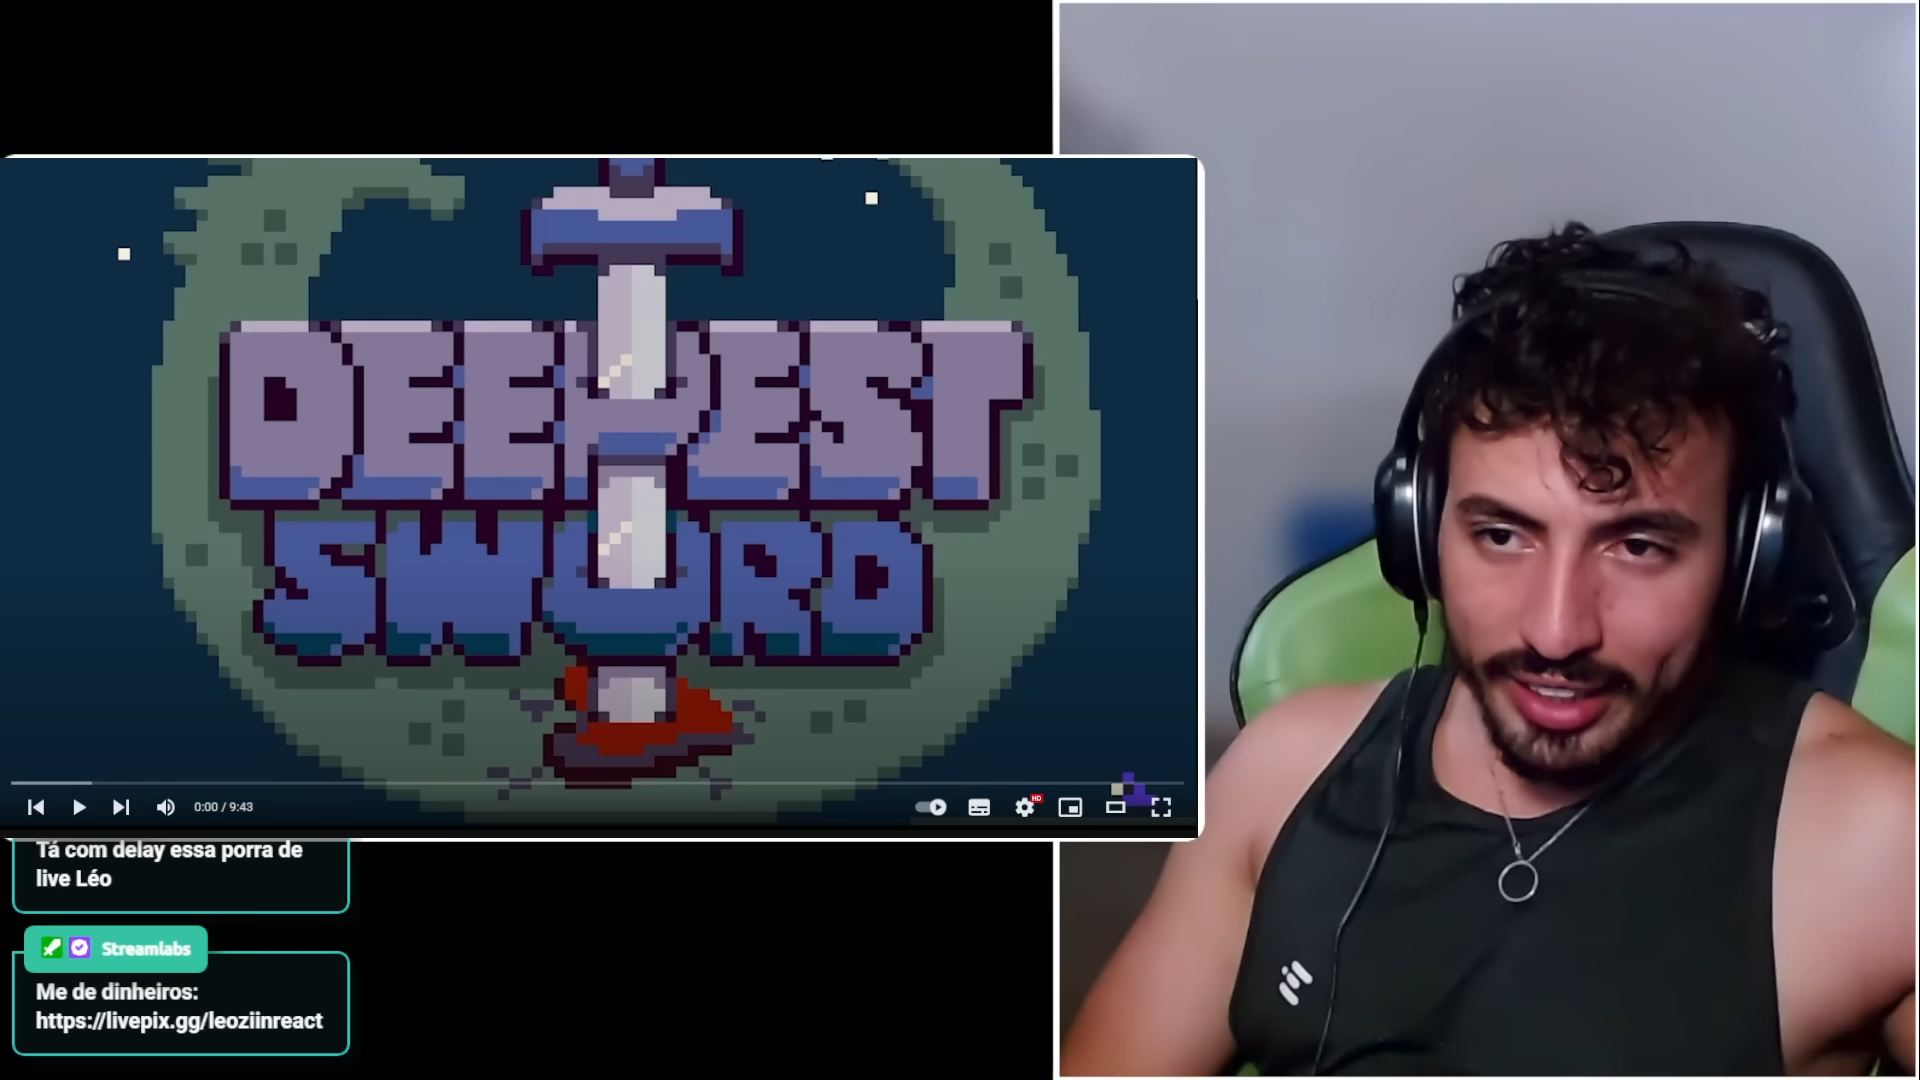 DEEPEST
SWORD
0:00 / 9:43
HD
Tá com delay essa porra de
live Léo
Streamlabs
Me de dinheiros:
https://livepix.gg/leoziinreact